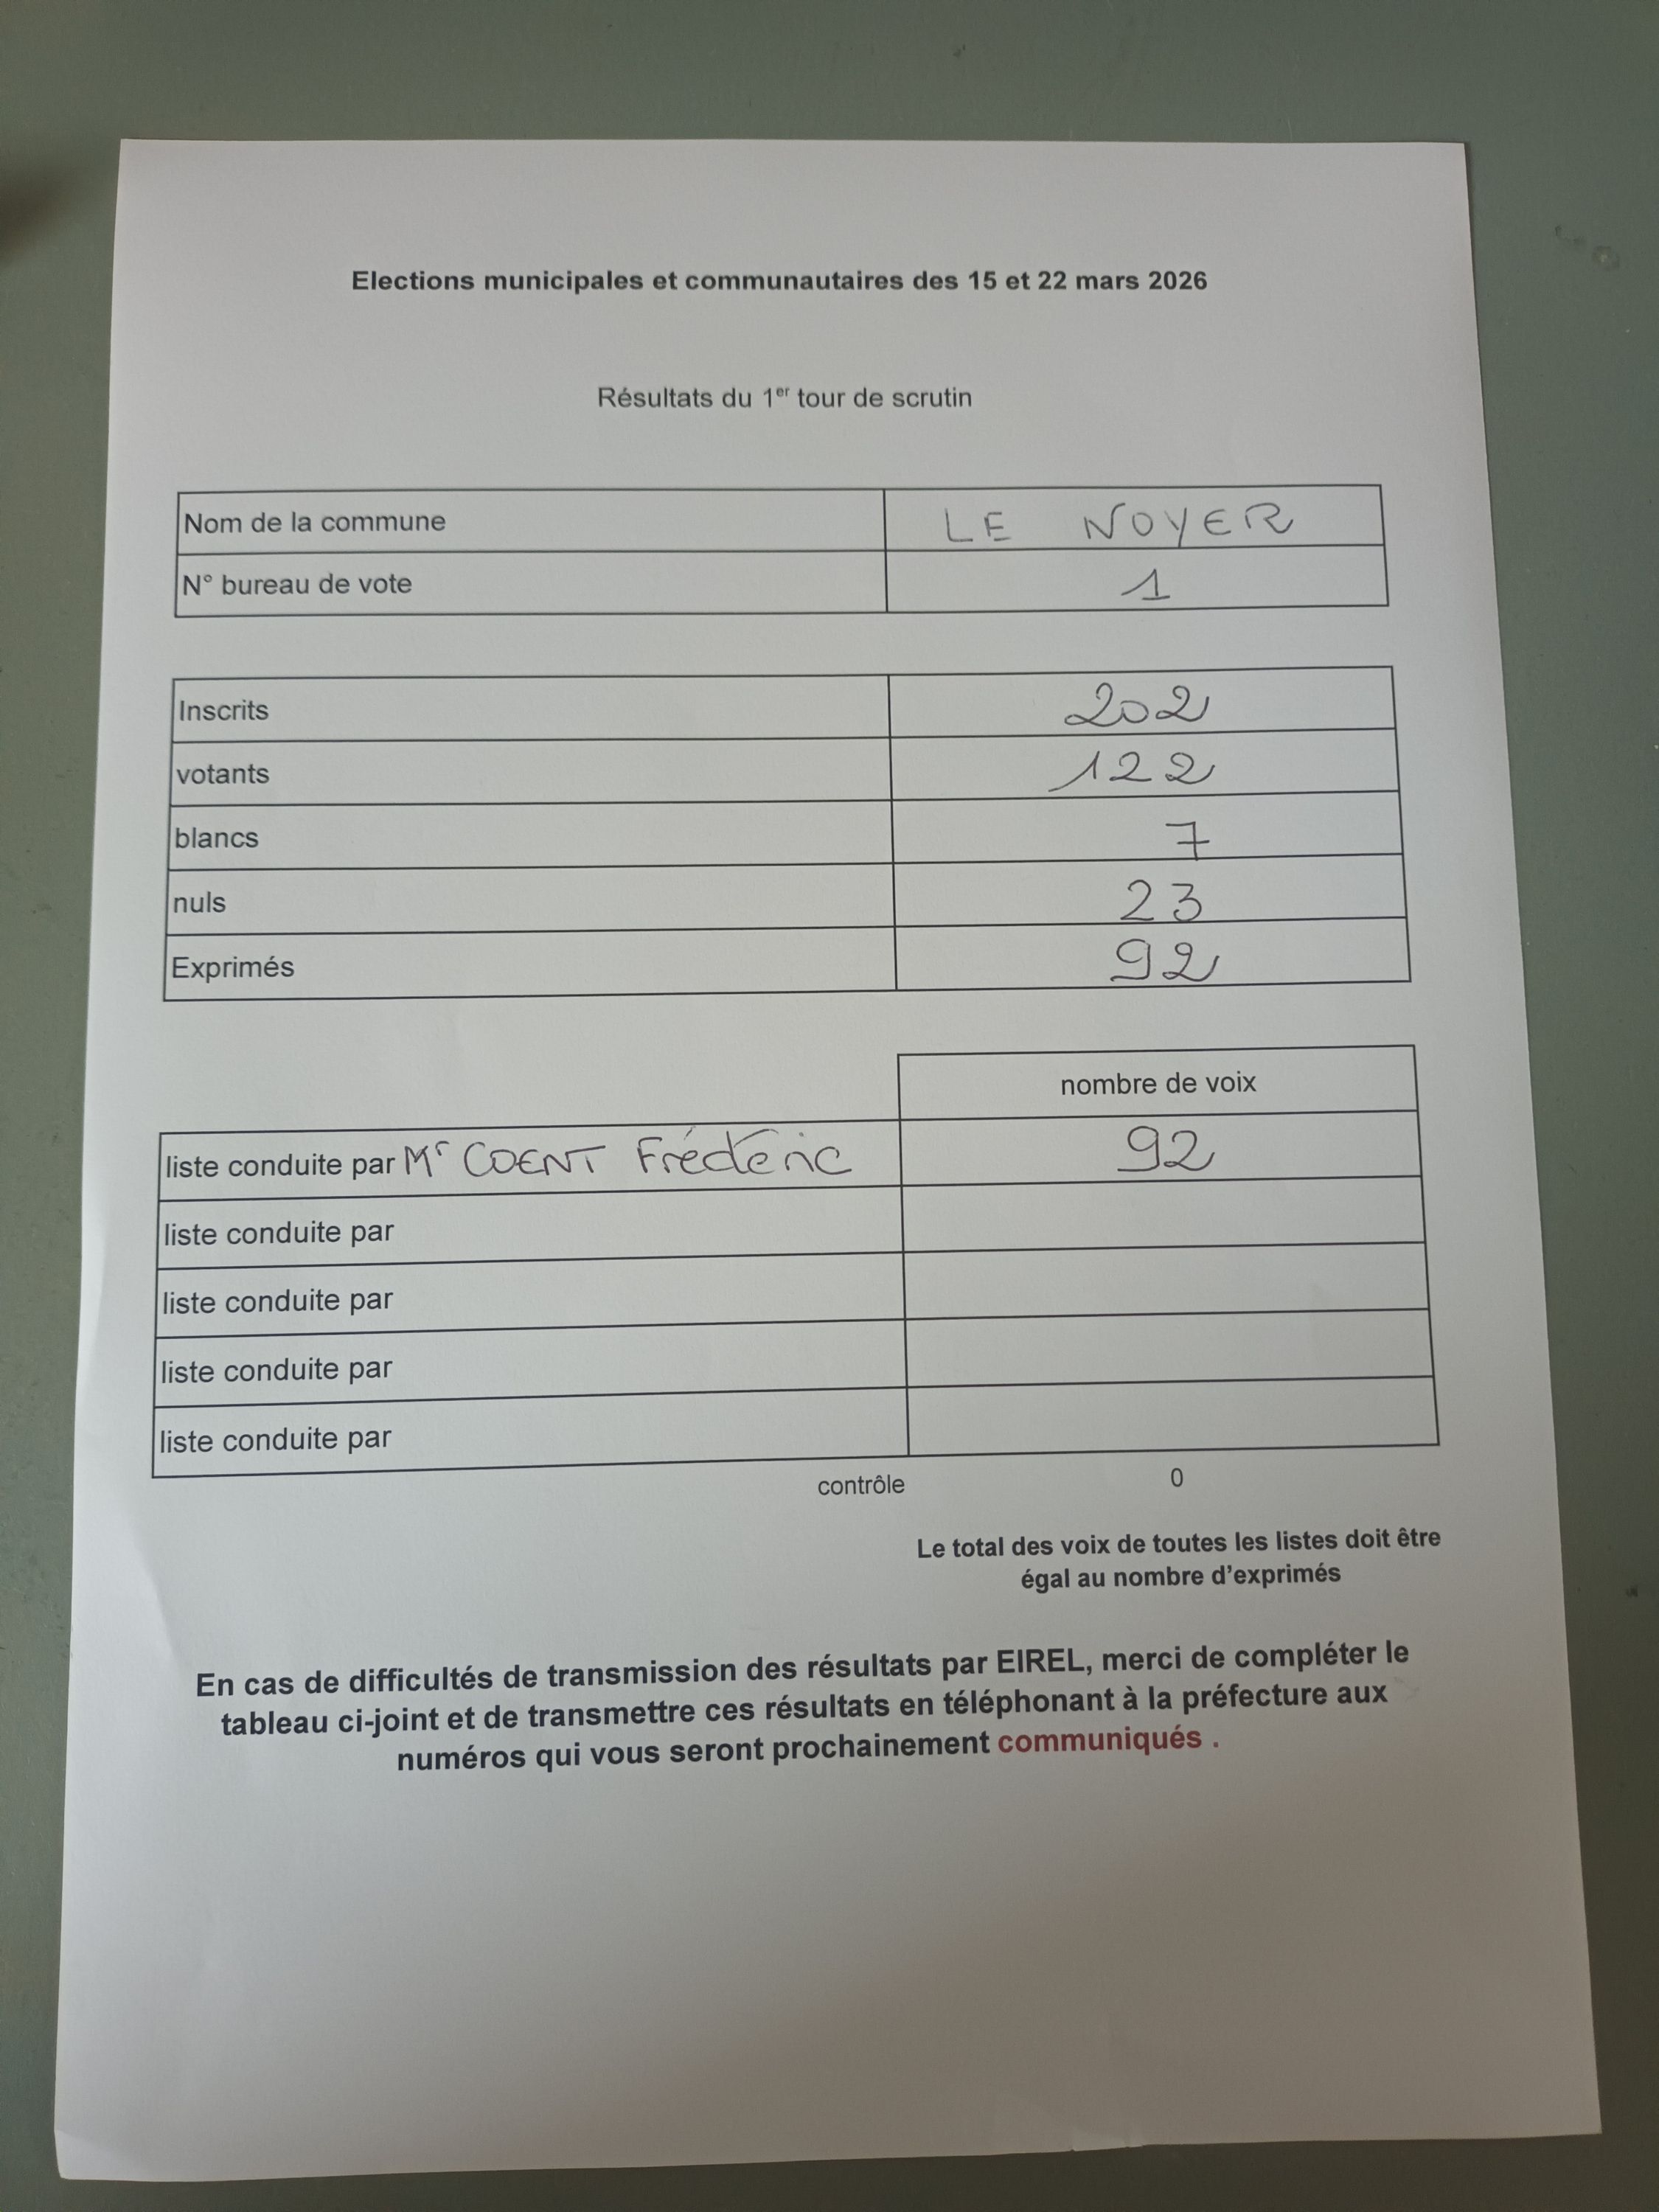 Elections municipales et communautaires des 15 et 22 mars 2026
Résultats du 1er tour de scrutin
Nom de la commune LE NOYER
N° bureau de vote 1
Inscrits 202
votants 122
blancs 7
nuls 23
Exprimés 92
nombre de voix
liste conduite par Mr COENT Frédéric 92
liste conduite par
liste conduite par
liste conduite par
liste conduite par
contrôle 0
Le total des voix de toutes les listes doit être
égal au nombre d'exprimés
En cas de difficultés de transmission des résultats par EIREL, merci de compléter le
tableau ci-joint et de transmettre ces résultats en téléphonant à la préfecture aux
numéros qui vous seront prochainement communiqués .